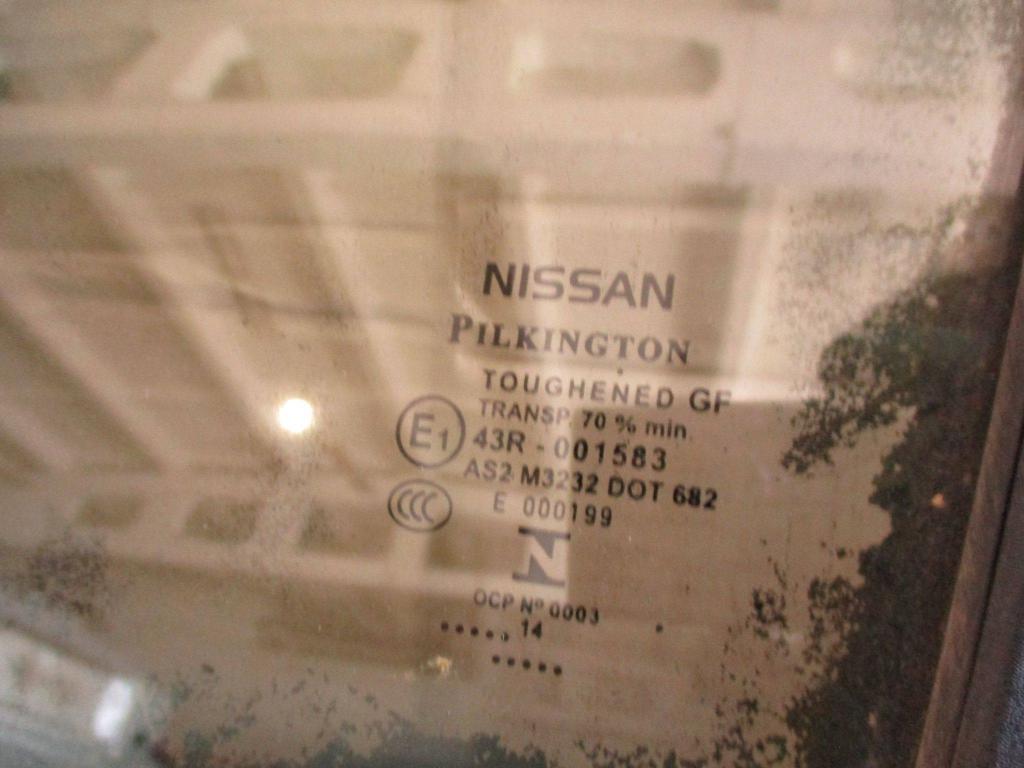 NISSAN
PILKINGTON
TOUGHENED GF
TRANSP. 70 % min.
E1 43R - 001583
AS2 M3232 DOT 682
CCC E 000199
N
OCP Nº 0003
14